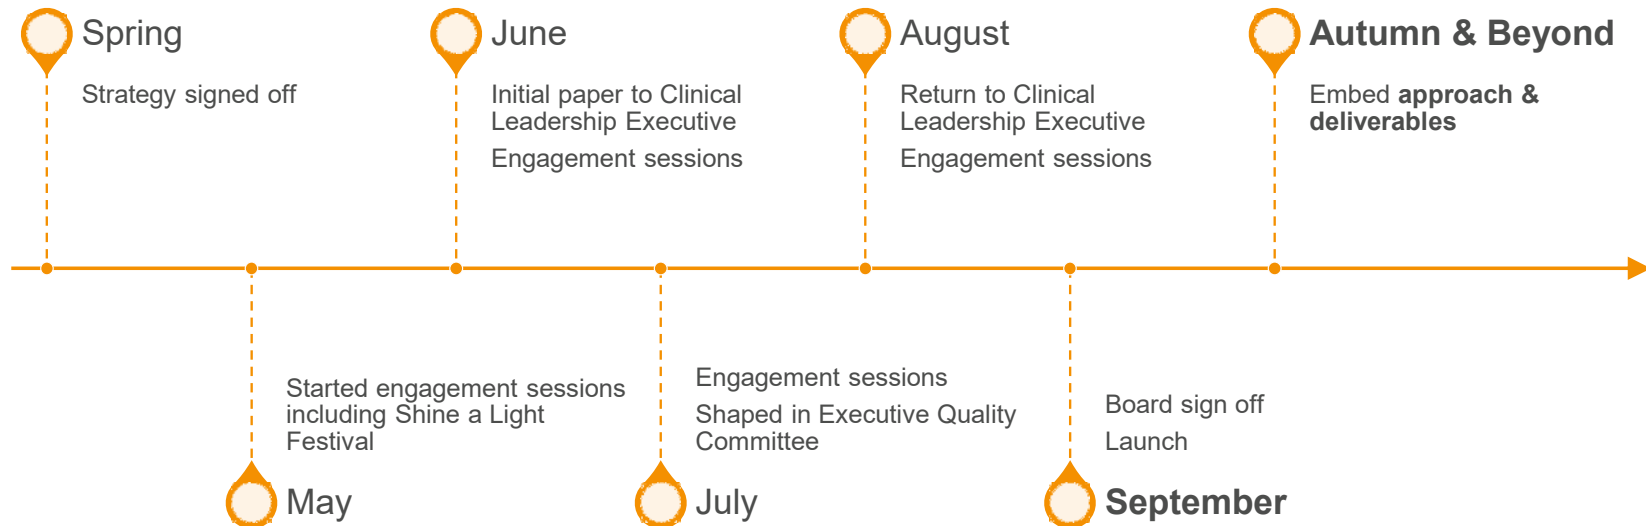 Spring
Strategy signed off
June
Initial paper to Clinical
Leadership Executive
Engagement sessions
August
Return to Clinical
Leadership Executive
Engagement sessions
Autumn & Beyond
Embed approach &
deliverables
Started engagement sessions
including Shine a Light
Festival
May
Engagement sessions
Shaped in Executive Quality
Committee
July
Board sign off
Launch
September